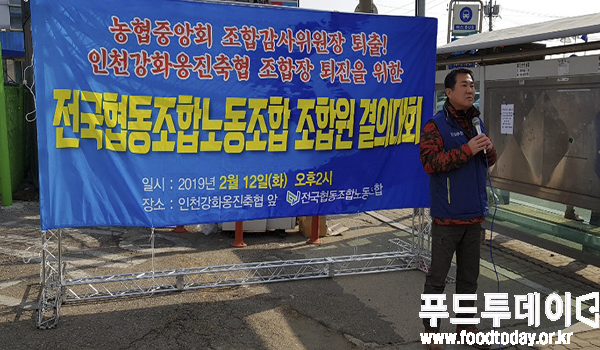 농협중앙회 조합감사위원장 퇴출!
인천강화옹진축협 조합장 퇴진을 위한
전국협동조합노동조합 조합원 결의대회
일시 : 2019년 2월 12일(화) 오후2시
장소 : 인천강화옹진축협 앞 전국협동조합노동조합
푸드투데이
www.foodtoday.or.kr